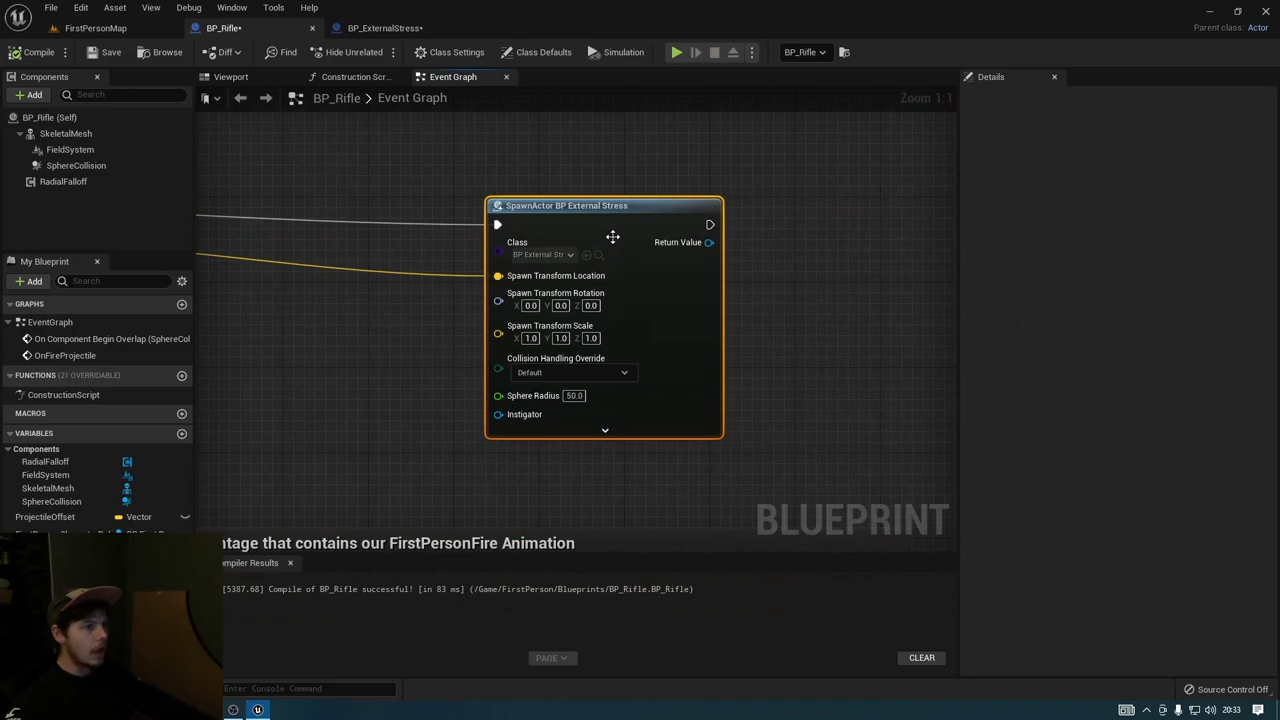 File Edit Asset View Debug Window Tools Help
FirstPersonMap
BP_Rifle*
BP_ExternalStress*
Parent class: Actor
Compile
Save
Browse
Diff
Find
Hide Unrelated
Class Settings
Class Defaults
Simulation
BP_Rifle
Components
Viewport
Construction Scr...
Event Graph
Details
Add
Search
BP_Rifle > Event Graph
Zoom 1:1
BP_Rifle (Self)
SkeletalMesh
FieldSystem
SphereCollision
RadialFalloff
SpawnActor BP External Stress
Class
BP External Str
Return Value
Spawn Transform Location
Spawn Transform Rotation
X 0.0 Y 0.0 Z 0.0
Spawn Transform Scale
X 1.0 Y 1.0 Z 1.0
Collision Handling Override
Default
Sphere Radius 50.0
Instigator
My Blueprint
Add
Search
GRAPHS
EventGraph
On Component Begin Overlap (SphereCol
OnFireProjectile
FUNCTIONS (21 OVERRIDABLE)
ConstructionScript
MACROS
VARIABLES
Components
RadialFalloff
FieldSystem
SkeletalMesh
SphereCollision
ProjectileOffset Vector
BLUEPRINT
ntage that contains our FirstPersonFire Animation
ompiler Results
[5387.68] Compile of BP_Rifle successful! [in 83 ms] (/Game/FirstPerson/Blueprints/BP_Rifle.BP_Rifle)
PAGE
CLEAR
Enter Console Command
Source Control Off
20:33